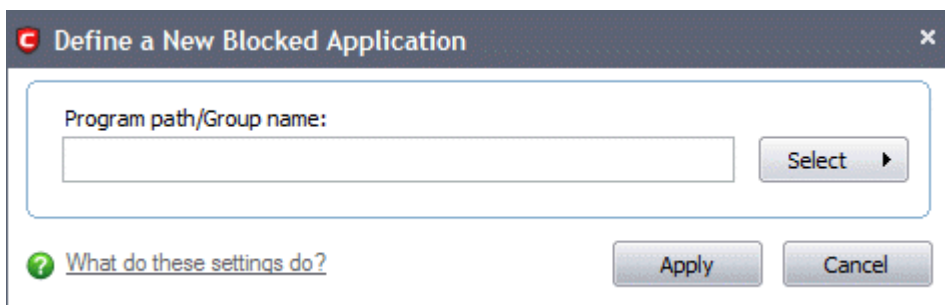 Define a New Blocked Application
Program path/Group name:
Select
What do these settings do?
Apply
Cancel